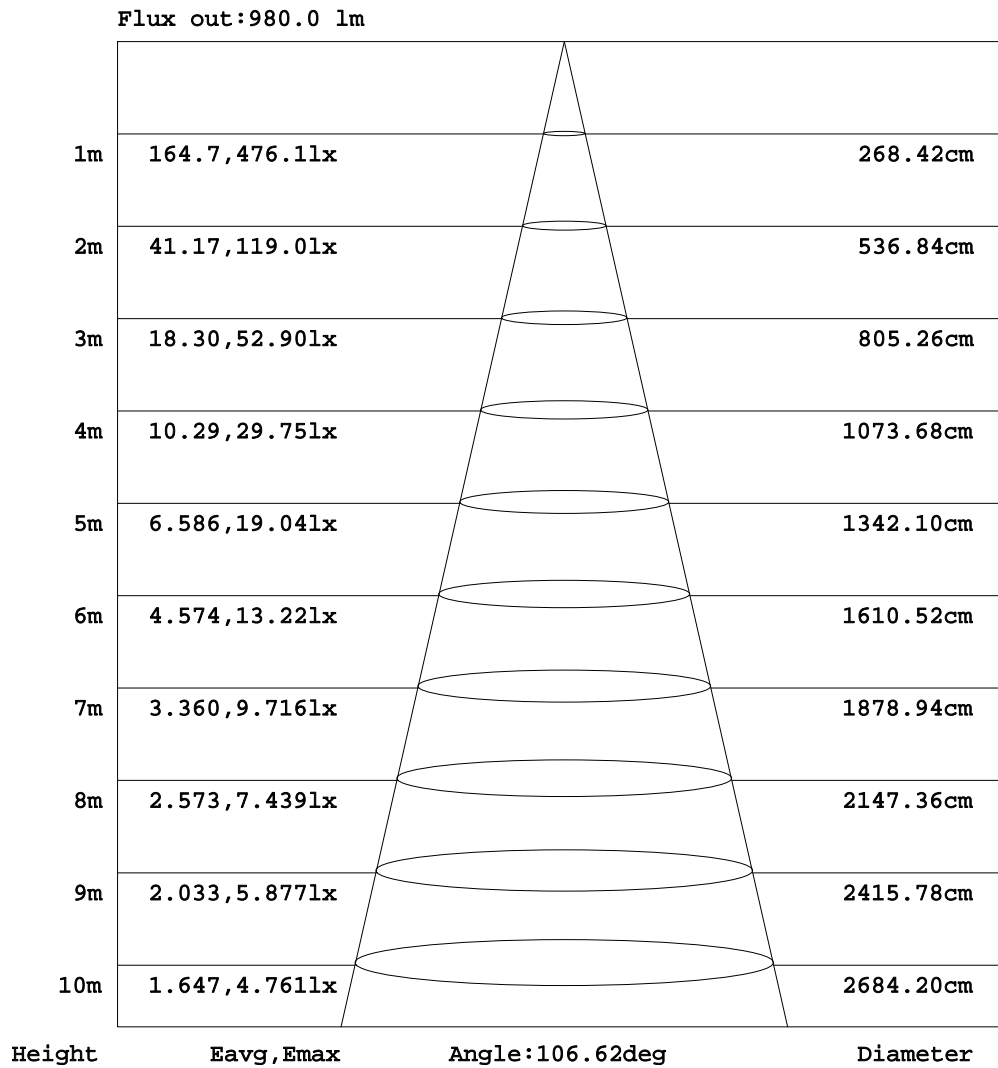 Flux out:980.0 lm
1m 164.7,476.1lx 268.42cm
2m 41.17,119.0lx 536.84cm
3m 18.30,52.90lx 805.26cm
4m 10.29,29.75lx 1073.68cm
5m 6.586,19.04lx 1342.10cm
6m 4.574,13.22lx 1610.52cm
7m 3.360,9.716lx 1878.94cm
8m 2.573,7.439lx 2147.36cm
9m 2.033,5.877lx 2415.78cm
10m 1.647,4.761lx 2684.20cm
Height Eavg,Emax Angle:106.62deg Diameter